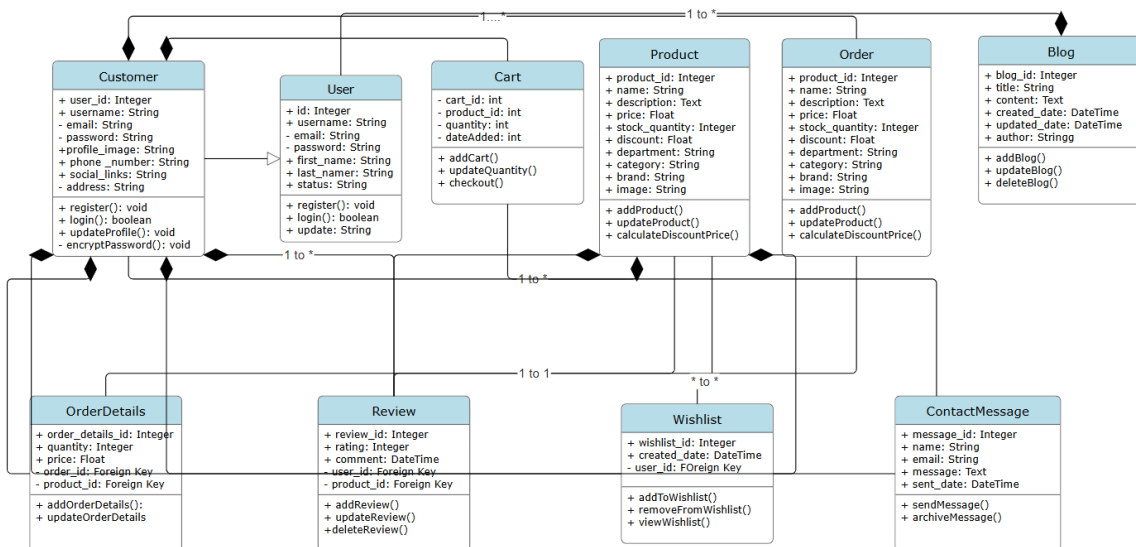 1....*
1 to *
Customer
+ user_id: Integer
+ username: String
- email: String
- password: String
+profile_image: String
+ phone _number: String
+ social_links: String
- address: String
+ register(): void
+ login(): boolean
+ updateProfile(): void
- encryptPassword(): void
User
+ id: Integer
+ username: String
- email: String
- password: String
+ first_name: String
+ last_namer: String
+ status: String
+ register(): void
+ login(): boolean
+ update: String
Cart
- cart_id: int
- product_id: int
- quantity: int
- dateAdded: int
+ addCart()
+ updateQuantity()
+ checkout()
Product
+ product_id: Integer
+ name: String
+ description: Text
+ price: Float
+ stock_quantity: Integer
+ discount: Float
+ department: String
+ category: String
+ brand: String
+ image: String
+ addProduct()
+ updateProduct()
+ calculateDiscountPrice()
Order
+ product_id: Integer
+ name: String
+ description: Text
+ price: Float
+ stock_quantity: Integer
+ discount: Float
+ department: String
+ category: String
+ brand: String
+ image: String
+ addProduct()
+ updateProduct()
+ calculateDiscountPrice()
Blog
+ blog_id: Integer
+ title: String
+ content: Text
+ created_date: DateTime
+ updated_date: DateTime
+ author: Stringg
+ addBlog()
+ updateBlog()
+ deleteBlog()
1 to *
1 to *
1 to 1
* to *
OrderDetails
+ order_details_id: Integer
+ quantity: Integer
+ price: Float
- order_id: Foreign Key
- product_id: Foreign Key
+ addOrderDetails():
+ updateOrderDetails
Review
+ review_id: Integer
+ rating: Integer
+ comment: DateTime
- user_id: Foreign Key
- product_id: Foreign Key
+ addReview()
+ updateReview()
+deleteReview()
Wishlist
+ wishlist_id: Integer
+ created_date: DateTime
- user_id: FOreign Key
+ addToWishlist()
+ removeFromWishlist()
+ viewWishlist()
ContactMessage
+ message_id: Integer
+ name: String
+ email: String
+ message: Text
+ sent_date: DateTime
+ sendMessage()
+ archiveMessage()